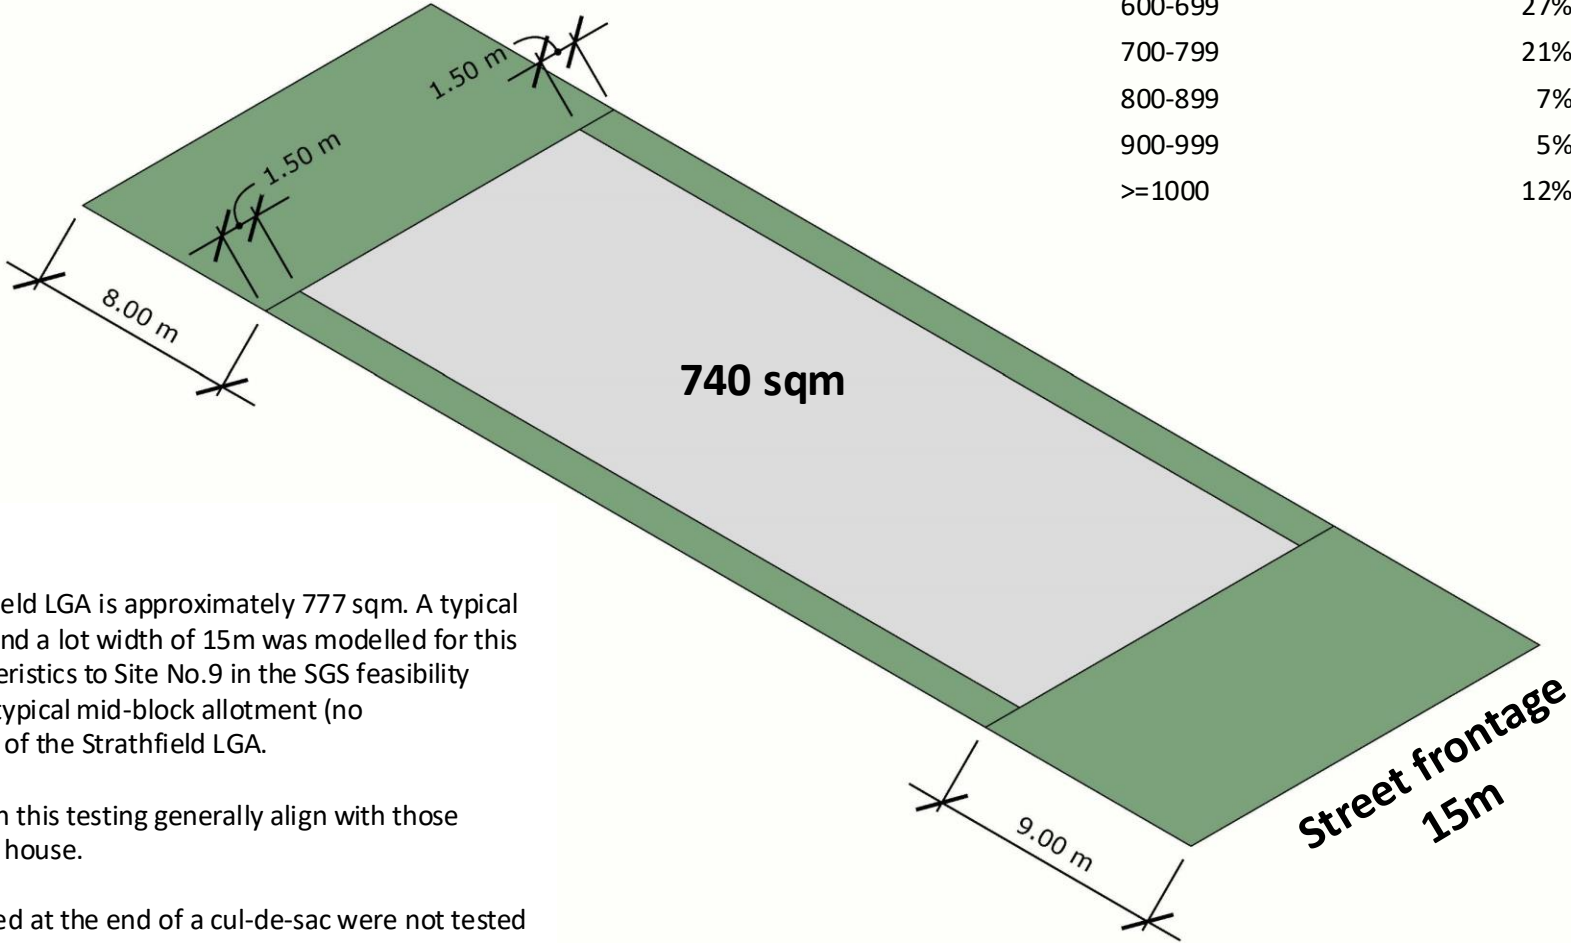 600-699 27%
700-799 21%
800-899 7%
900-999 5%
>=1000 12%
1.50 m
1.50 m
8.00 m
740 sqm
9.00 m
Street frontage
15m
eld LGA is approximately 777 sqm. A typical
nd a lot width of 15m was modelled for this
eristics to Site No.9 in the SGS feasibility
typical mid-block allotment (no
of the Strathfield LGA.
n this testing generally align with those
house.
ed at the end of a cul-de-sac were not tested